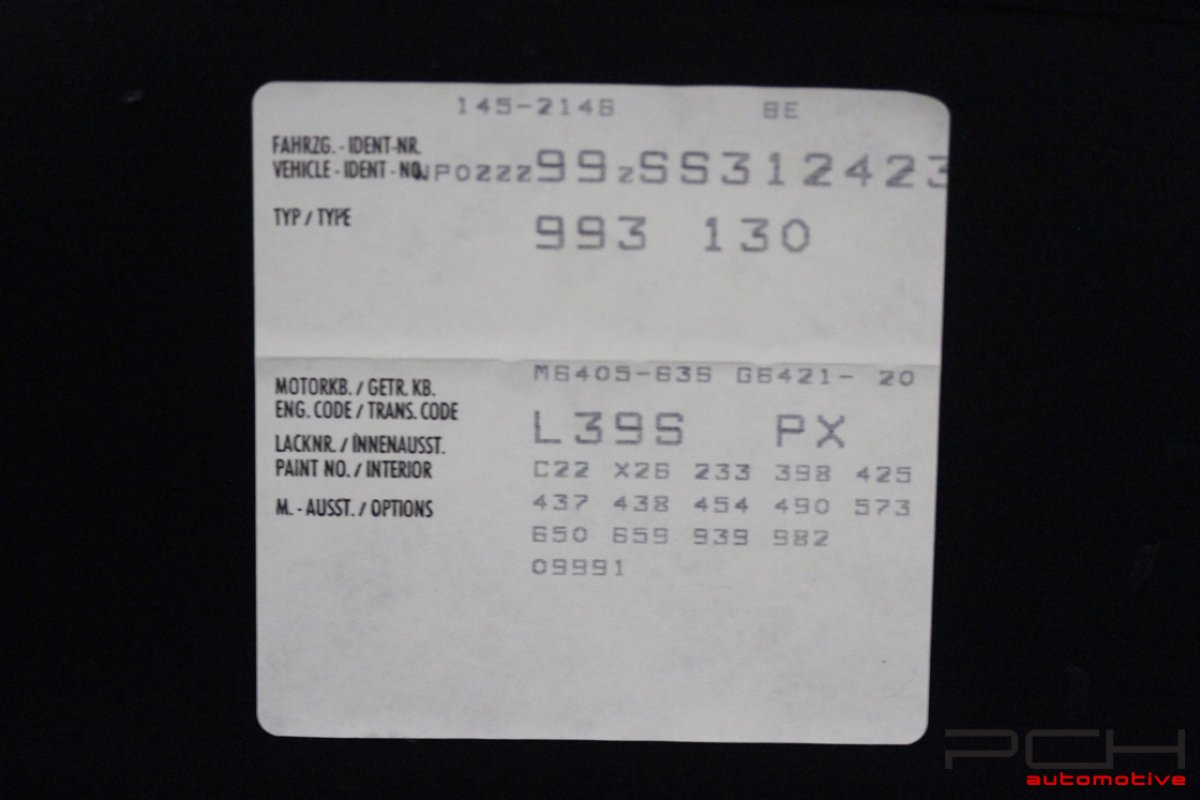 145-2146 BE
FAHRZG. - IDENT-NR.
VEHICLE - IDENT - NO. WP0ZZZ99ZSS312423
TYP / TYPE 993 130
MOTORKB. / GETR. KB. M6405-63S G6421- 20
ENG. CODE / TRANS. CODE
LACKNR. / INNENAUSST. L39S PX
PAINT NO. / INTERIOR C22 X26 233 398 425
M. - AUSST. / OPTIONS 437 438 454 490 573
650 659 939 982
09991
PCH
automotive